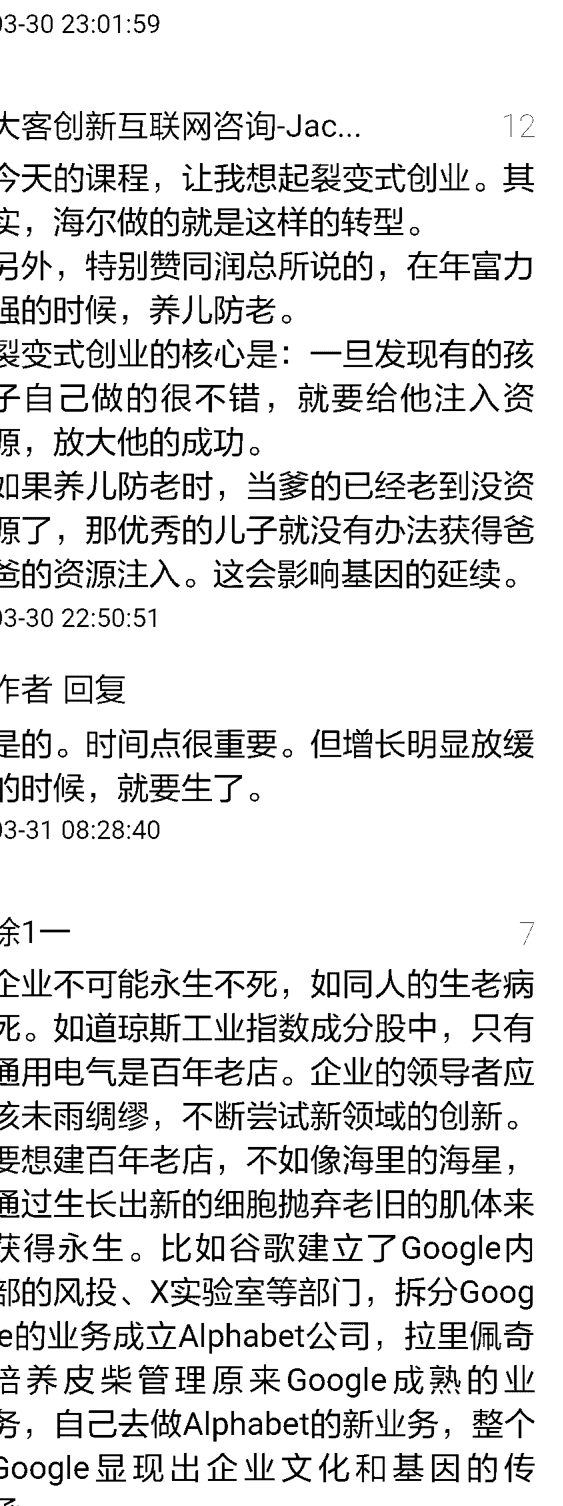 03-30 23:01:59
大客创新互联网咨询-Jac... 12
今天的课程，让我想起裂变式创业。其
实，海尔做的就是这样的转型。
另外，特别赞同润总所说的，在年富力
强的时候，养儿防老。
裂变式创业的核心是：一旦发现有的孩
子自己做的很不错，就要给他注入资
源，放大他的成功。
如果养儿防老时，当爹的已经老到没资
源了，那优秀的儿子就没有办法获得爸
爸的资源注入。这会影响基因的延续。
03-30 22:50:51
作者 回复
是的。时间点很重要。但增长明显放缓
的时候，就要生了。
03-31 08:28:40
徐1一 7
企业不可能永生不死，如同人的生老病
死。如道琼斯工业指数成分股中，只有
通用电气是百年老店。企业的领导者应
该未雨绸缪，不断尝试新领域的创新。
要想建百年老店，不如像海里的海星，
通过生长出新的细胞抛弃老旧的肌体来
获得永生。比如谷歌建立了Google内
部的风投、X实验室等部门，拆分Goog
le的业务成立Alphabet公司，拉里佩奇
培养皮柴管理原来Google成熟的业
务，自己去做Alphabet的新业务，整个
Google显现出企业文化和基因的传